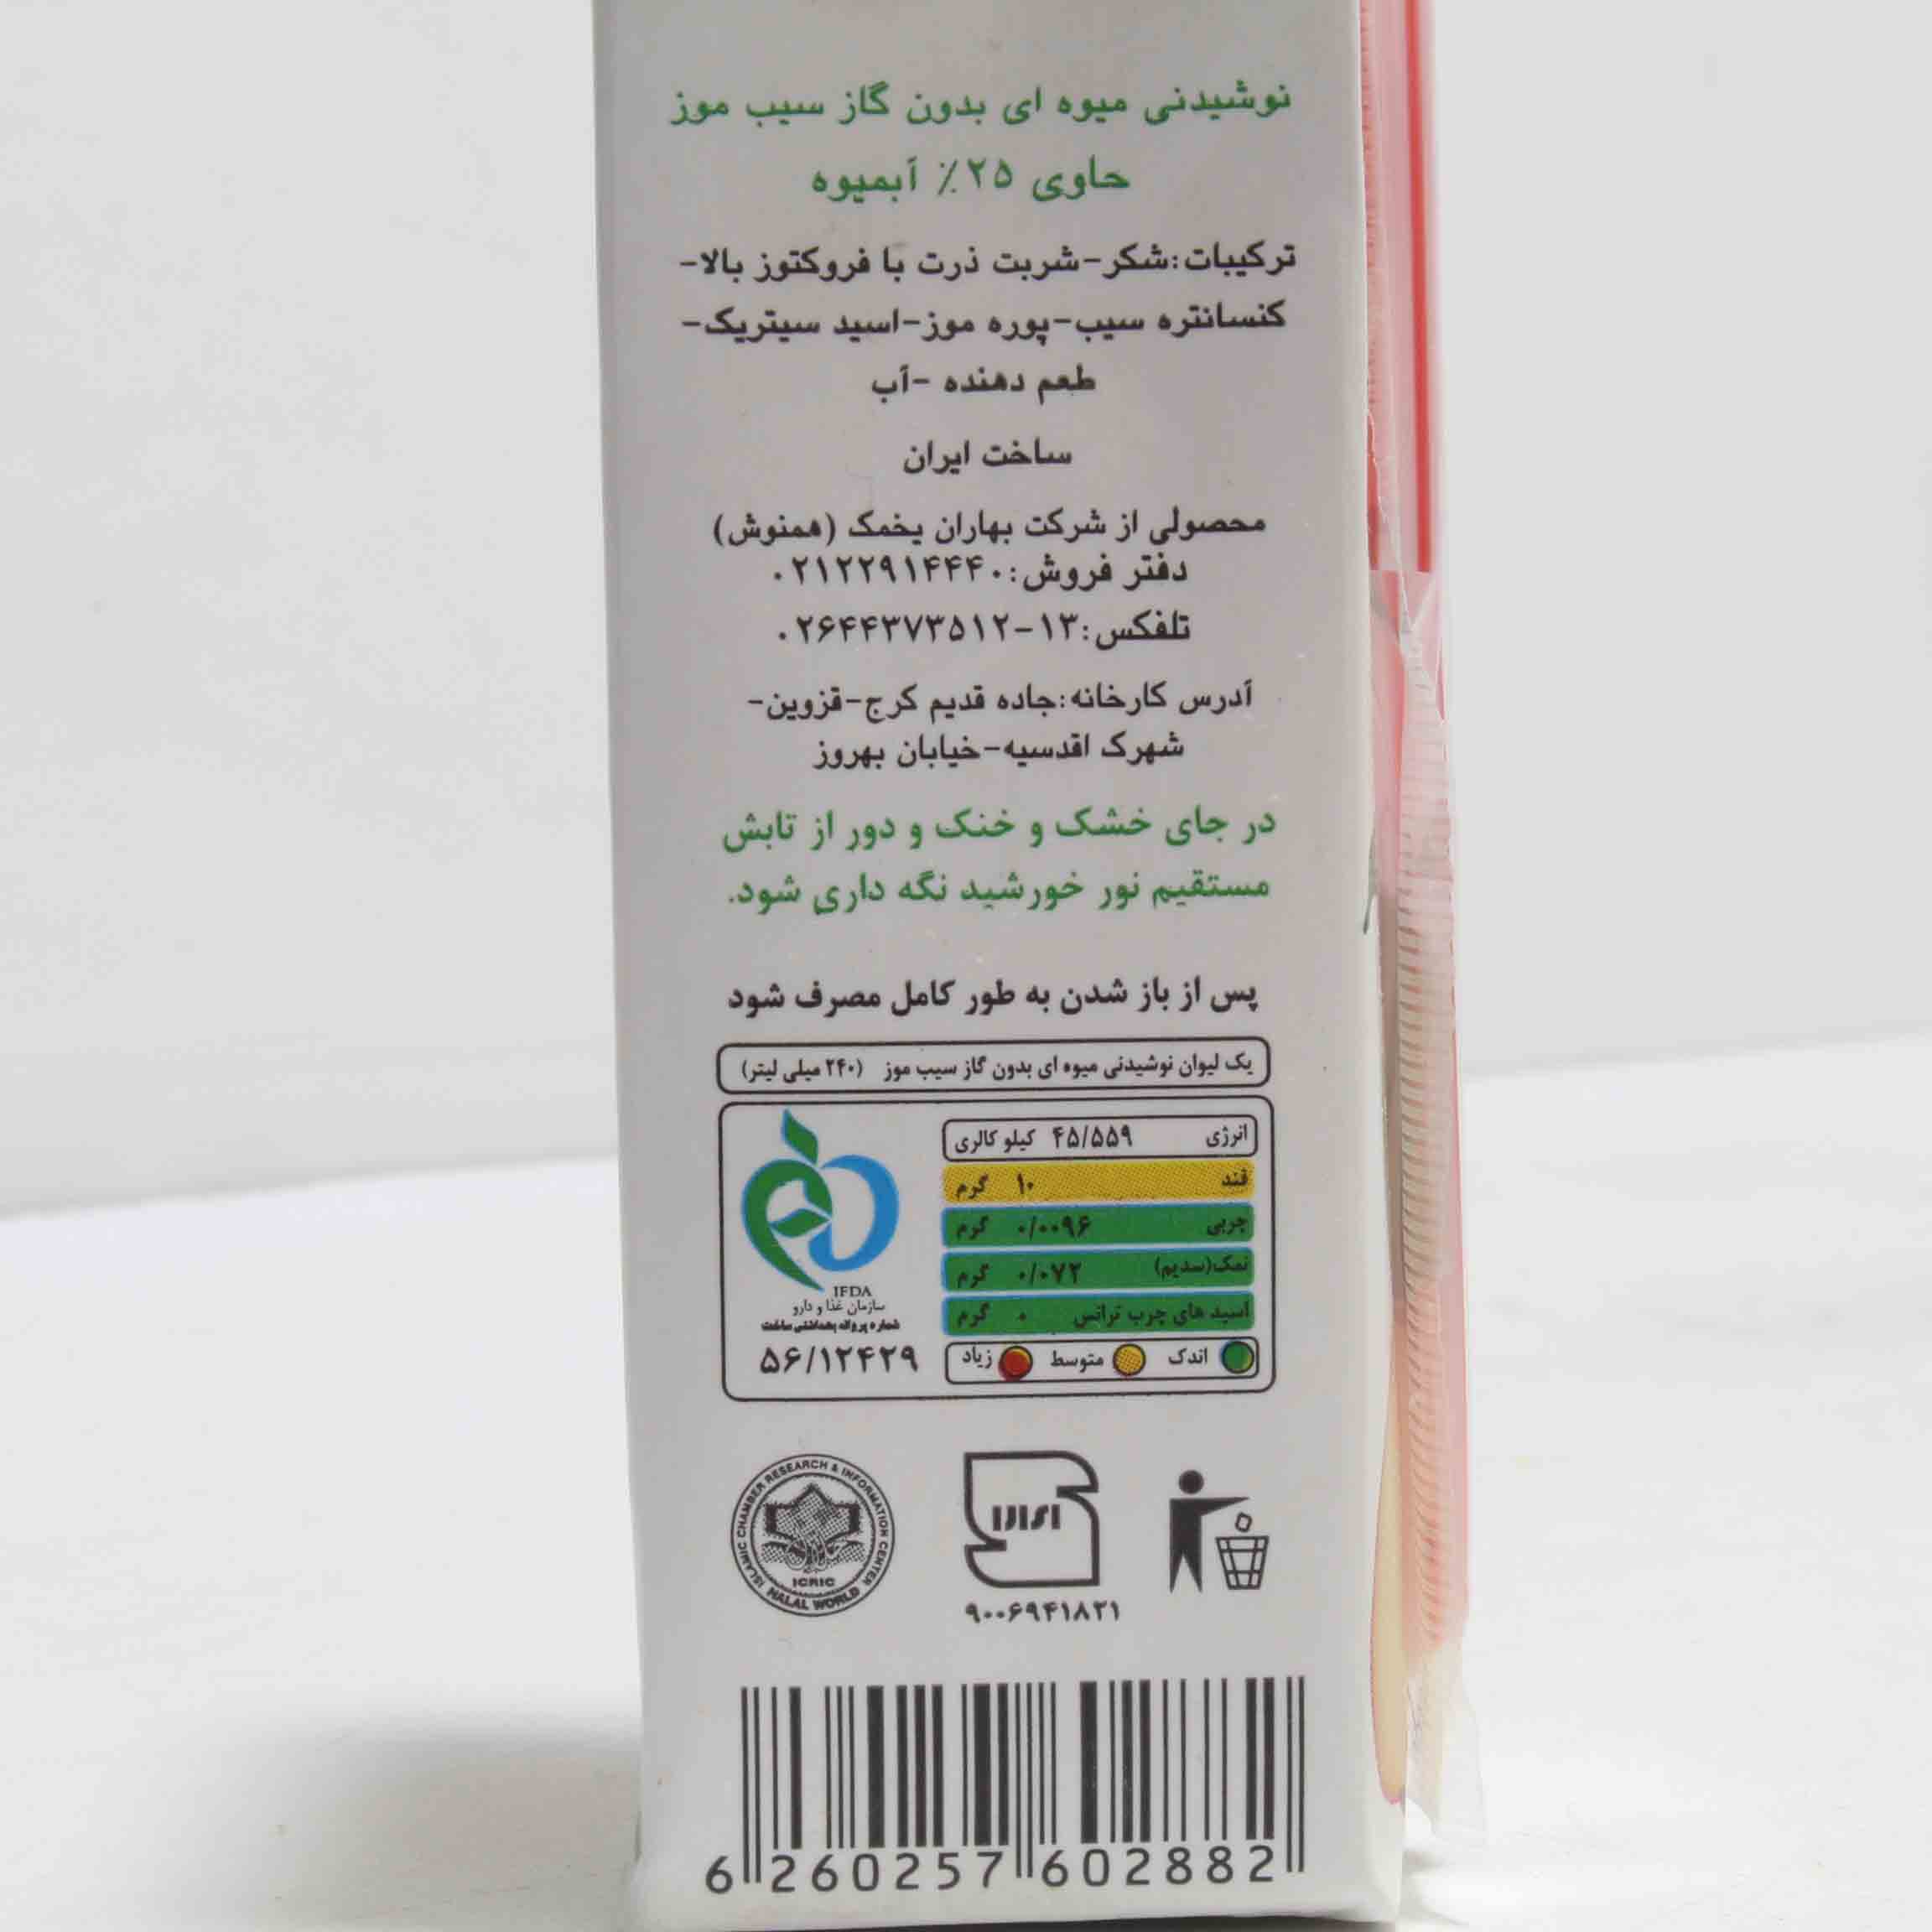 نوشیدنی میوه ای بدون گاز سیب موز
حاوی ۲۵٪ آبمیوه
ترکیبات:شکر-شربت ذرت با فروکتوز بالا-
کنسانتره سیب-پوره موز-اسید سیتریک-
طعم دهنده -آب
ساخت ایران
محصولی از شرکت بهاران یخمک (همنوش)
دفتر فروش:۰۲۱۲۲۹۱۴۴۴۰
تلفکس:۱۳-۰۲۶۴۴۳۷۳۵۱۲
آدرس کارخانه:جاده قدیم کرج-قزوین-
شهرک اقدسیه-خیابان بهروز
در جای خشک و خنک و دور از تابش
مستقیم نور خورشید نگه داری شود.
پس از باز شدن به طور کامل مصرف شود
یک لیوان نوشیدنی میوه ای بدون گاز سیب موز (۲۴۰ میلی لیتر)
انرژی ۴۵/۵۵۹ کیلو کالری
قند ۱۰ گرم
چربی ۰/۰۰۹۶ گرم
نمک(سدیم) ۰/۰۷۲ گرم
اسید های چرب ترانس ۰ گرم
اندک متوسط زیاد
IFDA
سازمان غذا و دارو
شماره پروانه بهداشتی ساخت
۵۶/۱۲۴۲۹
ISLAMIC CHAMBER RESEARCH & INFORMATION CENTER
ICRIC
HALAL WORLD
۹۰۰۶۹۴۱۸۲۱
6 260257 602882